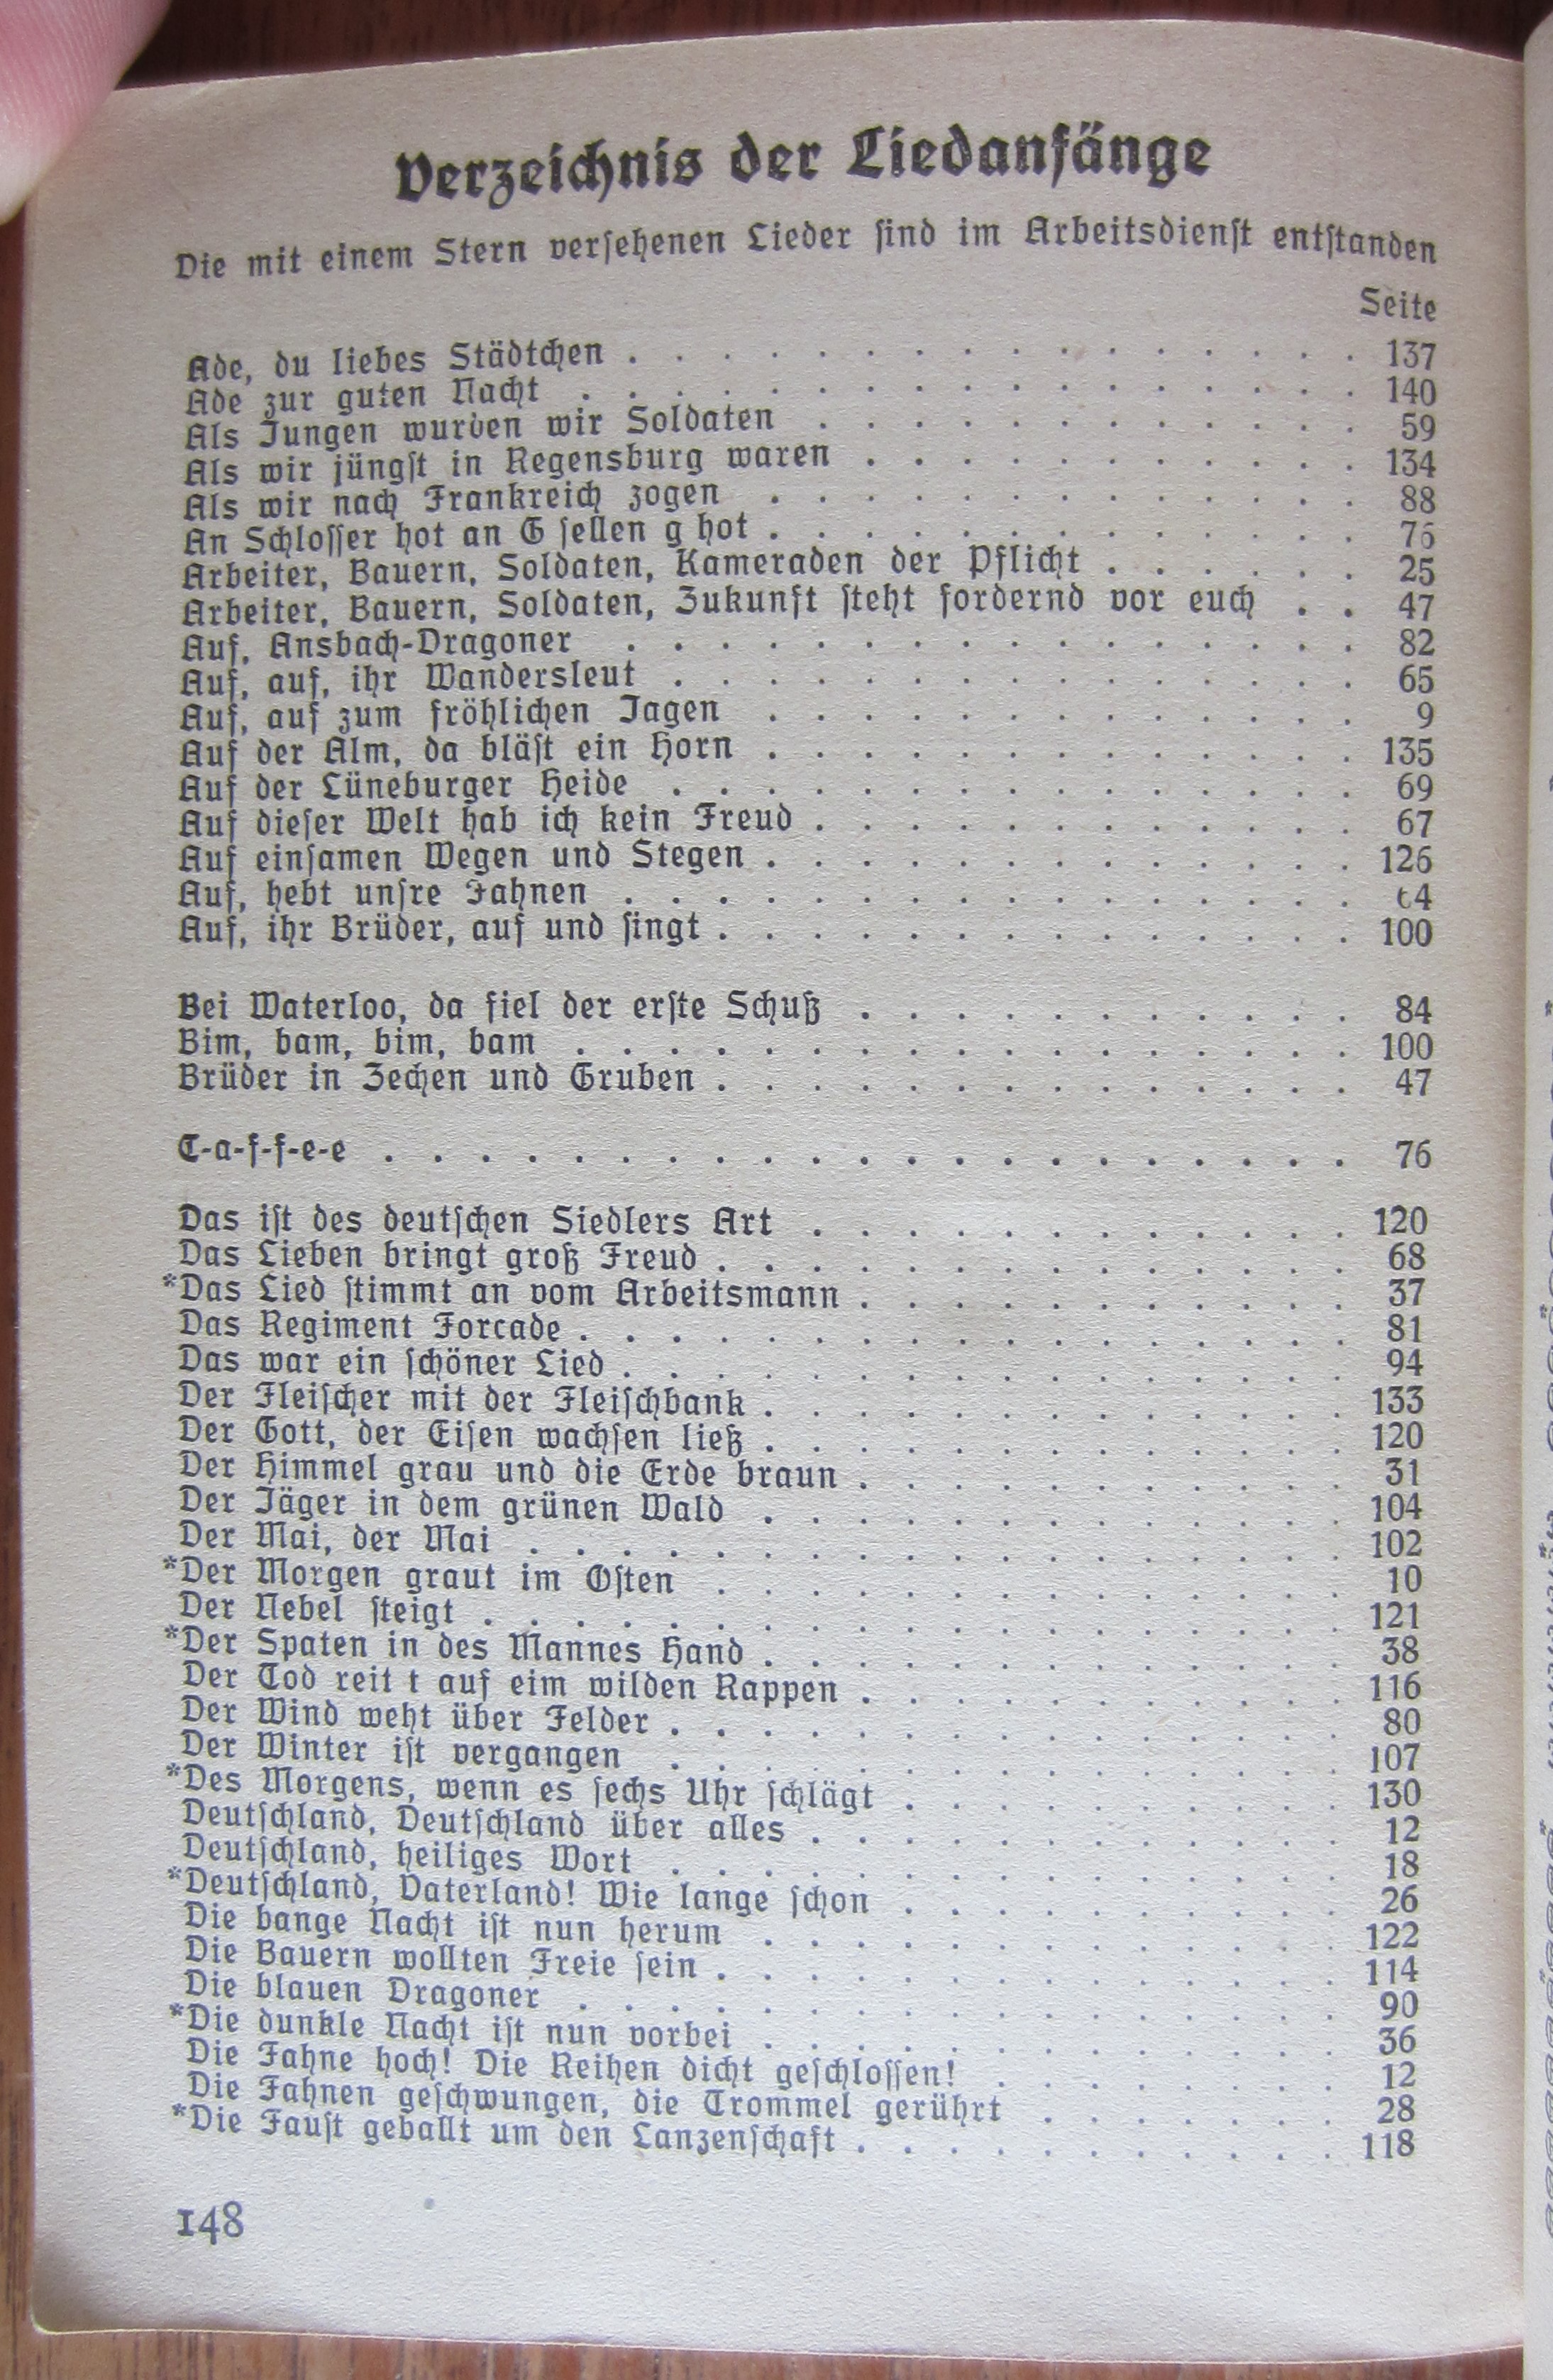 Verzeichnis der Liedanfänge
Die mit einem Stern verſehenen Lieder ſind im Arbeitsdienſt entſtanden
Seite
Ade, du liebes Städtchen . . . . . . . . . . . . . . . . 137
Ade zur guten Nacht . . . . . . . . . . . . . . . . . 140
Als Jungen wurden wir Soldaten . . . . . . . . . . . . 59
Als wir jüngſt in Regensburg waren . . . . . . . . . . . 134
Als wir nach Frankreich zogen . . . . . . . . . . . . . 88
An Schloſſer hot an G ſellen g hot . . . . . . . . . . . . . 76
Arbeiter, Bauern, Soldaten, Kameraden der Pflicht . . . . . . 25
Arbeiter, Bauern, Soldaten, Zukunft ſteht fordernd vor euch . . 47
Auf, Ansbach-Dragoner . . . . . . . . . . . . . . . . 82
Auf, auf, ihr Wandersleut . . . . . . . . . . . . . . . 65
Auf, auf zum fröhlichen Jagen . . . . . . . . . . . . . 9
Auf der Alm, da bläſt ein Horn . . . . . . . . . . . . . 135
Auf der Lüneburger Heide . . . . . . . . . . . . . . . 69
Auf dieſer Welt hab ich kein Freud . . . . . . . . . . . . 67
Auf einſamen Wegen und Stegen . . . . . . . . . . . . . 126
Auf, hebt unſre Fahnen . . . . . . . . . . . . . . . . 64
Auf, ihr Brüder, auf und ſingt . . . . . . . . . . . . . . 100
Bei Waterloo, da fiel der erſte Schuß . . . . . . . . . . . 84
Bim, bam, bim, bam . . . . . . . . . . . . . . . . . 100
Brüder in Zechen und Gruben . . . . . . . . . . . . . . 47
C-a-f-f-e-e . . . . . . . . . . . . . . . . . . . . . 76
Das iſt des deutſchen Siedlers Art . . . . . . . . . . . . 120
Das Lieben bringt groß Freud . . . . . . . . . . . . . . 68
*Das Lied ſtimmt an vom Arbeitsmann . . . . . . . . . . . 37
Das Regiment Forcade . . . . . . . . . . . . . . . . . 81
Das war ein ſchöner Lied . . . . . . . . . . . . . . . . 94
Der Fleiſcher mit der Fleiſchbank . . . . . . . . . . . . . 133
Der Gott, der Eiſen wachſen ließ . . . . . . . . . . . . . 120
Der Himmel grau und die Erde braun . . . . . . . . . . . 31
Der Jäger in dem grünen Wald . . . . . . . . . . . . . 104
Der Mai, der Mai . . . . . . . . . . . . . . . . . . 102
*Der Morgen graut im Oſten . . . . . . . . . . . . . . 10
Der Nebel ſteigt . . . . . . . . . . . . . . . . . . . 121
*Der Spaten in des Mannes Hand . . . . . . . . . . . . . 38
Der Tod reit t auf eim wilden Rappen . . . . . . . . . . . 116
Der Wind weht über Felder . . . . . . . . . . . . . . . 80
Der Winter iſt vergangen . . . . . . . . . . . . . . . 107
*Des Morgens, wenn es ſechs Uhr ſchlägt . . . . . . . . . . 130
Deutſchland, Deutſchland über alles . . . . . . . . . . . . 12
Deutſchland, heiliges Wort . . . . . . . . . . . . . . . 18
*Deutſchland, Vaterland! Wie lange ſchon . . . . . . . . . . 26
Die bange Nacht iſt nun herum . . . . . . . . . . . . . 122
Die Bauern wollten Freie ſein . . . . . . . . . . . . . . 114
Die blauen Dragoner . . . . . . . . . . . . . . . . . 90
*Die dunkle Nacht iſt nun vorbei . . . . . . . . . . . . . 36
Die Fahne hoch! Die Reihen dicht geſchloſſen! . . . . . . . . 12
Die Fahnen geſchwungen, die Trommel gerührt . . . . . . . 28
*Die Fauſt geballt um den Lanzenſchaft . . . . . . . . . . . 118
148